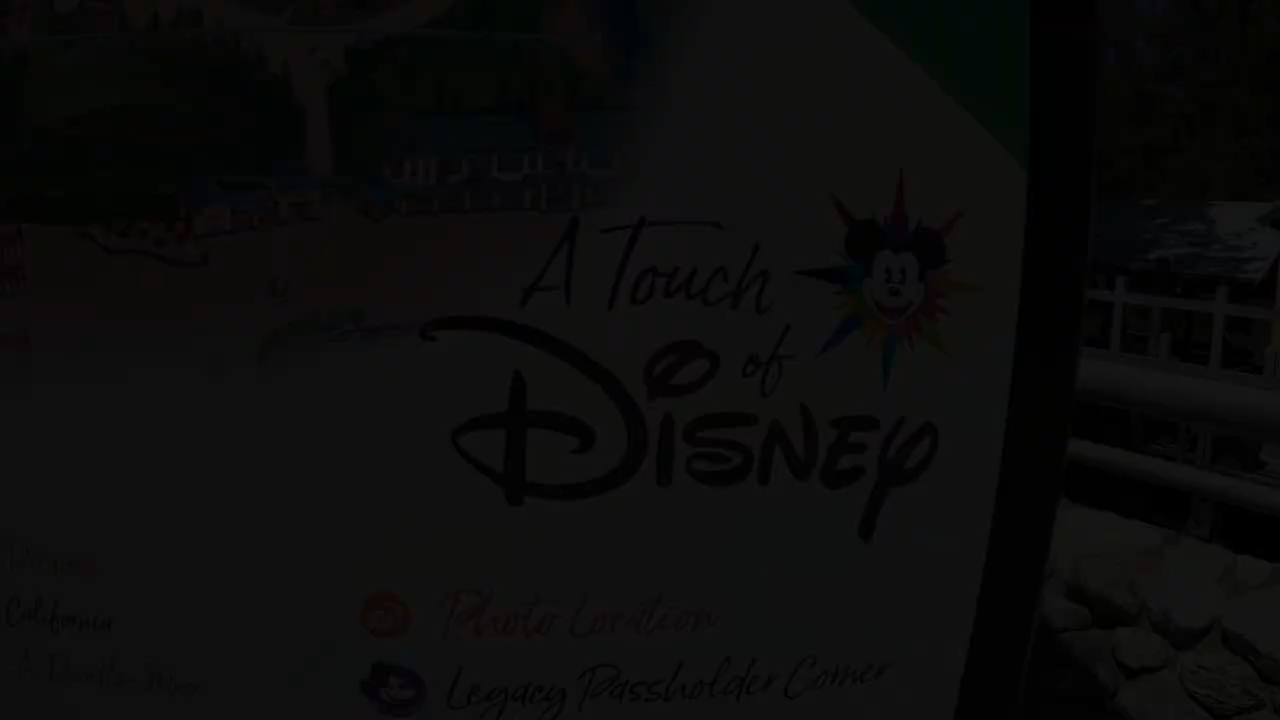 A Touch
of
Disney
California
Photo Location
Legacy Passholder Corner